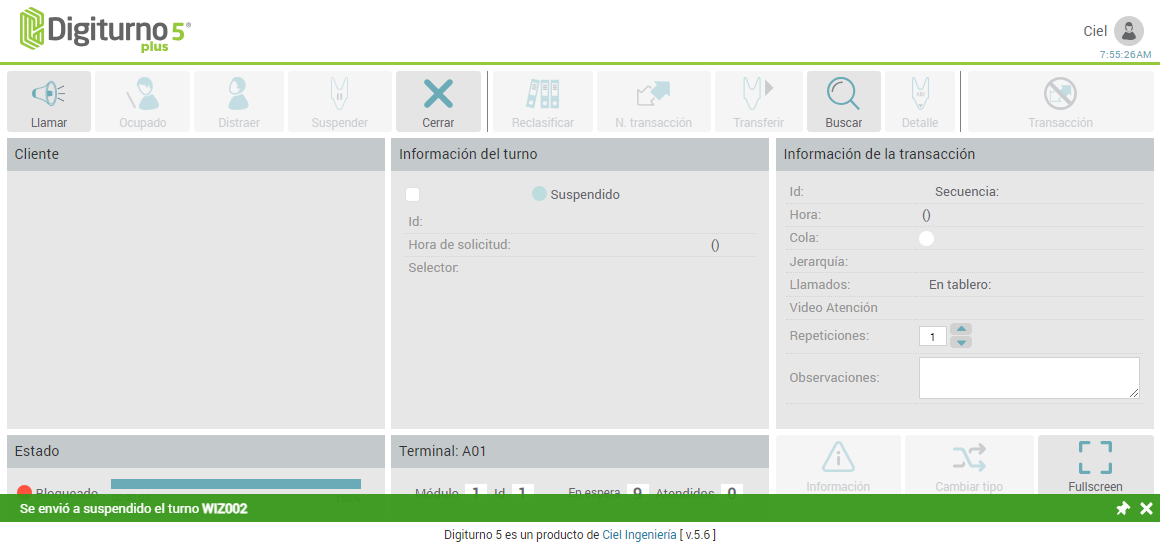 Digiturno 5®
plus
Ciel
7:55:26AM
Llamar
Ocupado
Distraer
Suspender
Cerrar
Reclasificar
N. transacción
Transferir
Buscar
Detalle
Transacción
Cliente
Información del turno
Suspendido
Id:
Hora de solicitud: ()
Selector:
Información de la transacción
Id: Secuencia:
Hora: ()
Cola:
Jerarquía:
Llamados: En tablero:
Video Atención
Repeticiones: 1
Observaciones:
Estado
Bloqueado
Terminal: A01
Módulo 1 Id 1 En espera 9 Atendidos 0
Información
Cambiar tipo
Fullscreen
Se envió a suspendido el turno WIZ002
Digiturno 5 es un producto de Ciel Ingeniería [ v.5.6 ]